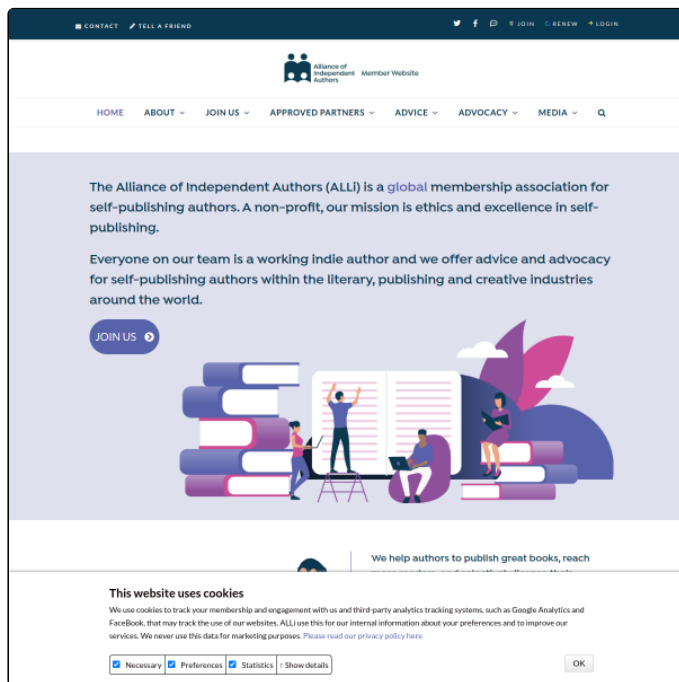 CONTACT TELL A FRIEND JOIN RENEW LOGIN
Alliance of
Independent Member Website
Authors
HOME ABOUT JOIN US APPROVED PARTNERS ADVICE ADVOCACY MEDIA
The Alliance of Independent Authors (ALLi) is a global membership association for
self-publishing authors. A non-profit, our mission is ethics and excellence in self-
publishing.
Everyone on our team is a working indie author and we offer advice and advocacy
for self-publishing authors within the literary, publishing and creative industries
around the world.
JOIN US
We help authors to publish great books, reach
This website uses cookies
We use cookies to track your membership and engagement with us and third-party analytics tracking systems, such as Google Analytics and
FaceBook, that may track the use of our websites. ALLi use this for our internal information about your preferences and to improve our
services. We never use this data for marketing purposes. Please read our privacy policy here
Necessary Preferences Statistics ↑ Show details
OK